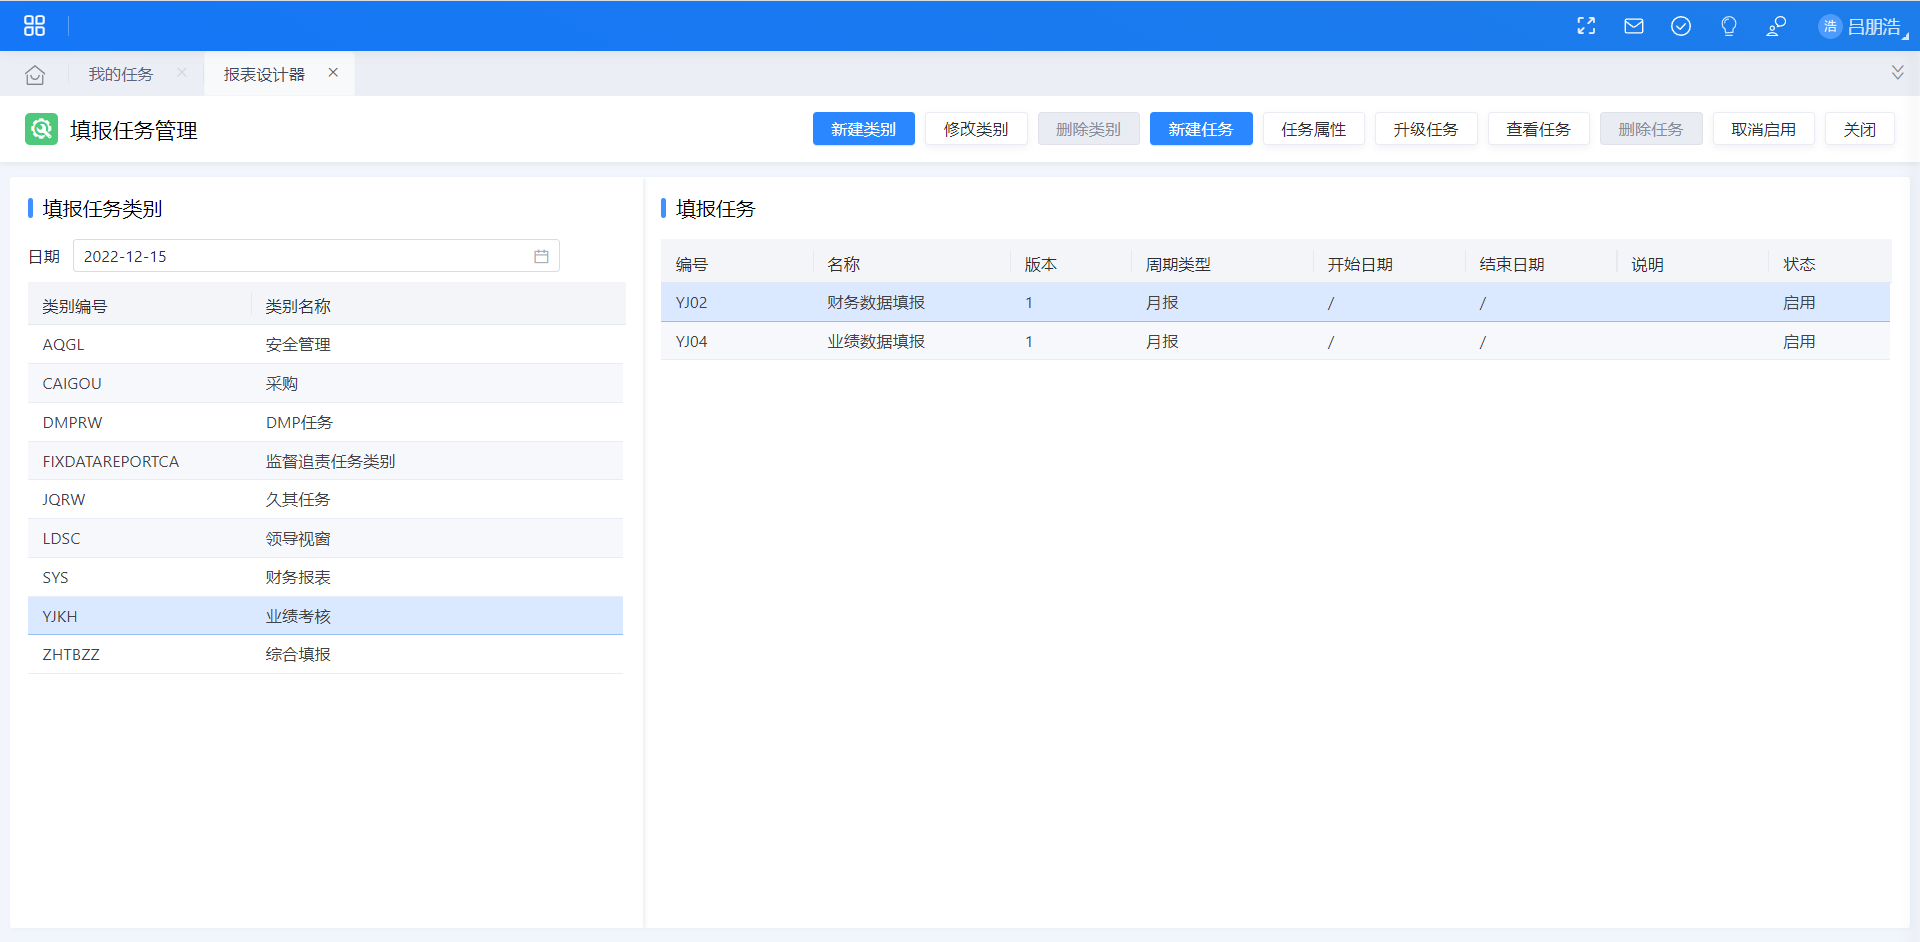 浩 吕朋浩
我的任务 报表设计器
填报任务管理 新建类别 修改类别 删除类别 新建任务 任务属性 升级任务 查看任务 删除任务 取消启用 关闭
填报任务类别
日期 2022-12-15
类别编号 类别名称
AQGL 安全管理
CAIGOU 采购
DMPRW DMP任务
FIXDATAREPORTCA 监督追责任务类别
JQRW 久其任务
LDSC 领导视窗
SYS 财务报表
YJKH 业绩考核
ZHTBZZ 综合填报
填报任务
编号 名称 版本 周期类型 开始日期 结束日期 说明 状态
YJ02 财务数据填报 1 月报 / / 启用
YJ04 业绩数据填报 1 月报 / / 启用